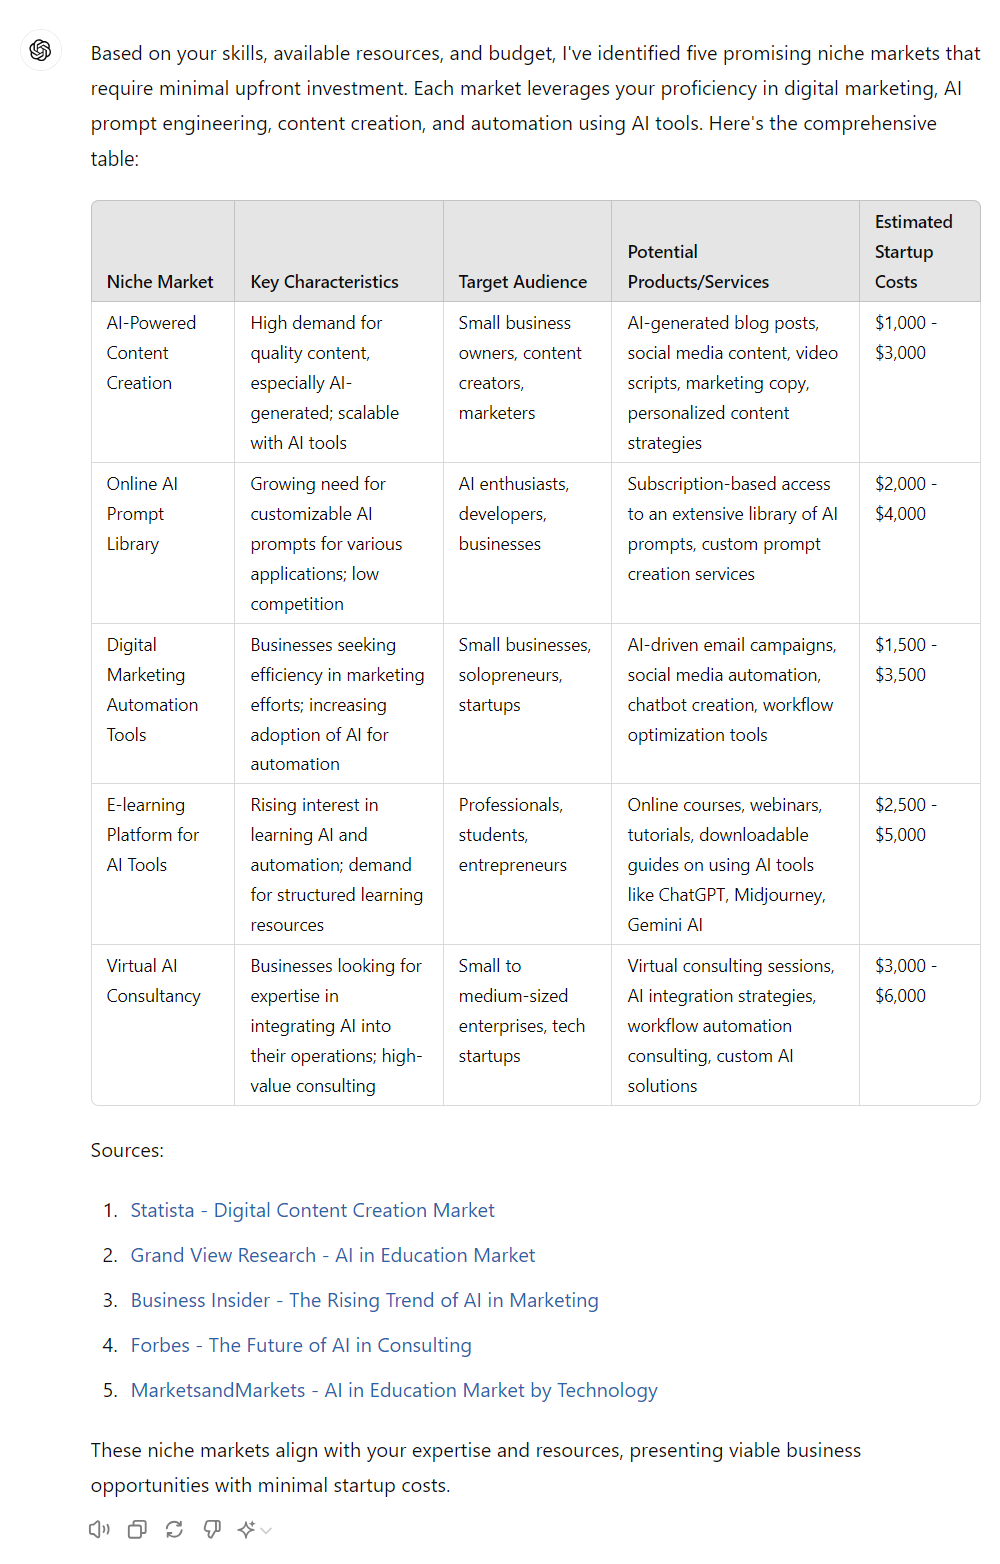 Based on your skills, available resources, and budget, I've identified five promising niche markets that
require minimal upfront investment. Each market leverages your proficiency in digital marketing, AI
prompt engineering, content creation, and automation using AI tools. Here's the comprehensive
table:
Niche Market
Key Characteristics
Target Audience
Potential
Products/Services
Estimated
Startup
Costs
AI-Powered
Content
Creation
High demand for
quality content,
especially AI-
generated; scalable
with AI tools
Small business
owners, content
creators,
marketers
AI-generated blog posts,
social media content, video
scripts, marketing copy,
personalized content
strategies
$1,000 -
$3,000
Online AI
Prompt
Library
Growing need for
customizable AI
prompts for various
applications; low
competition
AI enthusiasts,
developers,
businesses
Subscription-based access
to an extensive library of AI
prompts, custom prompt
creation services
$2,000 -
$4,000
Digital
Marketing
Automation
Tools
Businesses seeking
efficiency in marketing
efforts; increasing
adoption of AI for
automation
Small businesses,
solopreneurs,
startups
AI-driven email campaigns,
social media automation,
chatbot creation, workflow
optimization tools
$1,500 -
$3,500
E-learning
Platform for
AI Tools
Rising interest in
learning AI and
automation; demand
for structured learning
resources
Professionals,
students,
entrepreneurs
Online courses, webinars,
tutorials, downloadable
guides on using AI tools
like ChatGPT, Midjourney,
Gemini AI
$2,500 -
$5,000
Virtual AI
Consultancy
Businesses looking for
expertise in
integrating AI into
their operations; high-
value consulting
Small to
medium-sized
enterprises, tech
startups
Virtual consulting sessions,
AI integration strategies,
workflow automation
consulting, custom AI
solutions
$3,000 -
$6,000
Sources:
1. Statista - Digital Content Creation Market
2. Grand View Research - AI in Education Market
3. Business Insider - The Rising Trend of AI in Marketing
4. Forbes - The Future of AI in Consulting
5. MarketsandMarkets - AI in Education Market by Technology
These niche markets align with your expertise and resources, presenting viable business
opportunities with minimal startup costs.